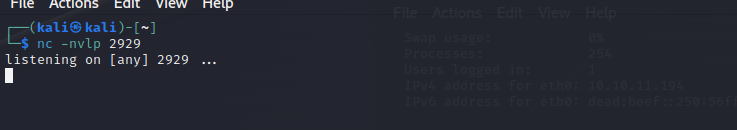 File Actions Edit View Help
┌──(kali㉿kali)-[~]
└─$ nc -nvlp 2929
listening on [any] 2929 ...
File Actions Edit View Help
Swap usage: 0%
Processes: 254
Users logged in: 1
IPv4 address for eth0: 10.10.11.194
IPv6 address for eth0: dead:beef::250:56ff